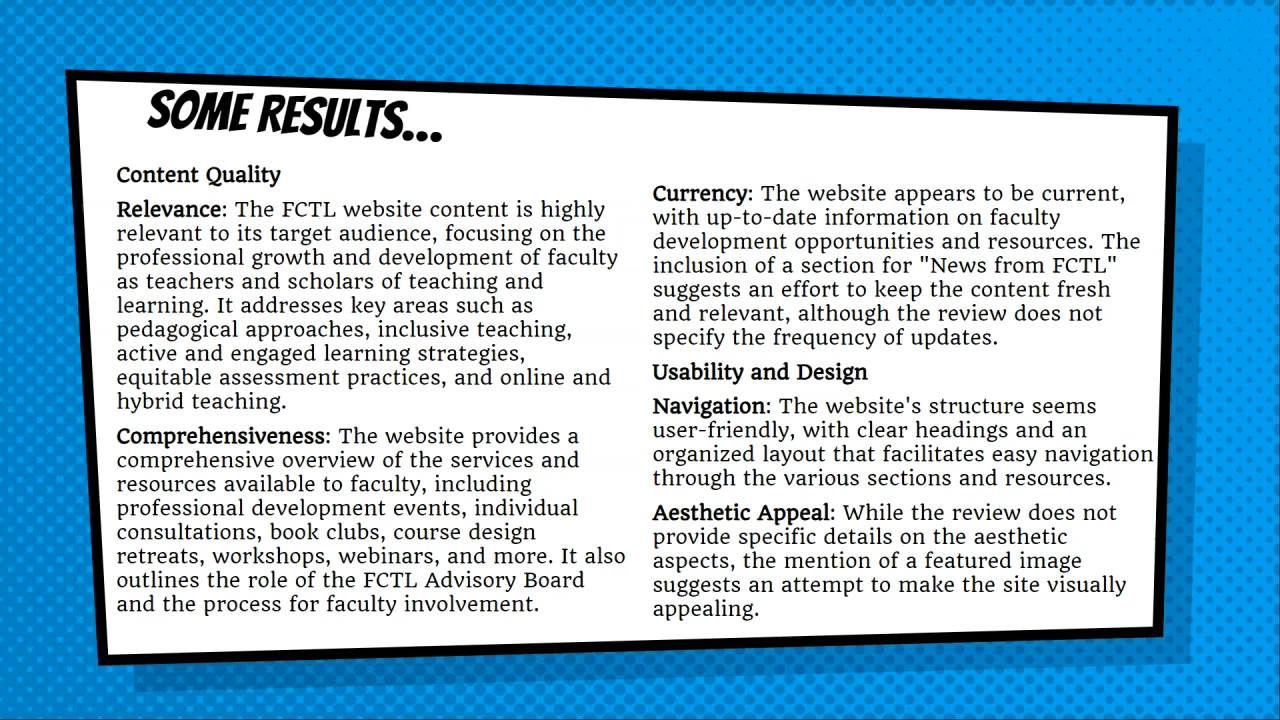 SOME RESULTS...
Content Quality
Relevance: The FCTL website content is highly
relevant to its target audience, focusing on the
professional growth and development of faculty
as teachers and scholars of teaching and
learning. It addresses key areas such as
pedagogical approaches, inclusive teaching,
active and engaged learning strategies,
equitable assessment practices, and online and
hybrid teaching.
Comprehensiveness: The website provides a
comprehensive overview of the services and
resources available to faculty, including
professional development events, individual
consultations, book clubs, course design
retreats, workshops, webinars, and more. It also
outlines the role of the FCTL Advisory Board
and the process for faculty involvement.
Currency: The website appears to be current,
with up-to-date information on faculty
development opportunities and resources. The
inclusion of a section for "News from FCTL"
suggests an effort to keep the content fresh
and relevant, although the review does not
specify the frequency of updates.
Usability and Design
Navigation: The website's structure seems
user-friendly, with clear headings and an
organized layout that facilitates easy navigation
through the various sections and resources.
Aesthetic Appeal: While the review does not
provide specific details on the aesthetic
aspects, the mention of a featured image
suggests an attempt to make the site visually
appealing.